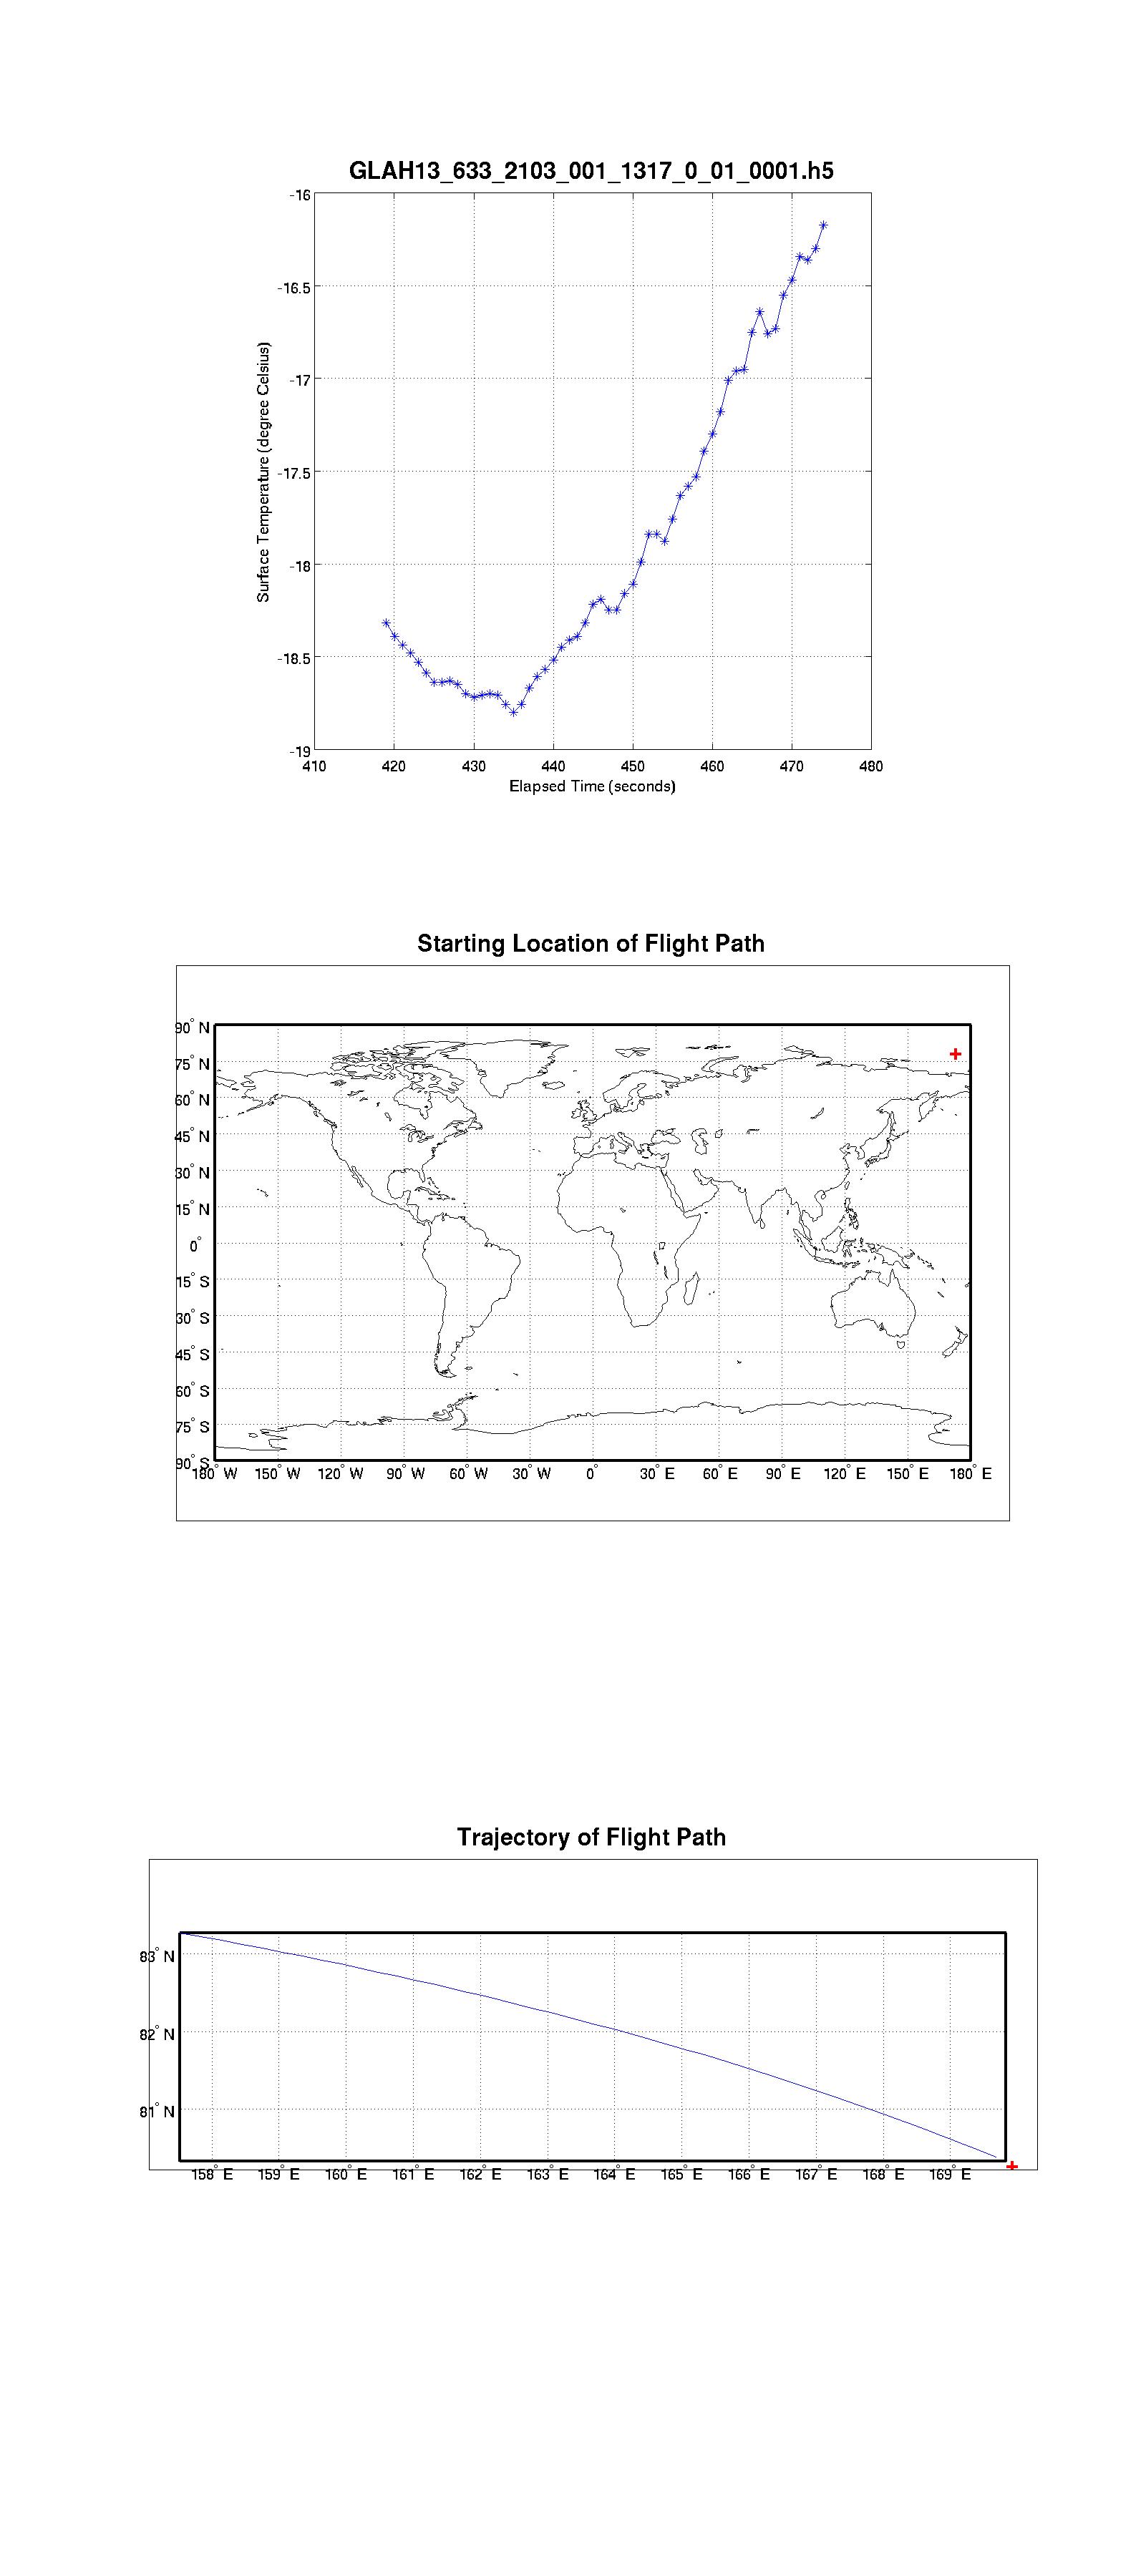 GLAH13_633_2103_001_1317_0_01_0001.h5
-16
-16.5
-17
-17.5
-18
-18.5
-19
Surface Temperature (degree Celsius)
410 420 430 440 450 460 470 480
Elapsed Time (seconds)
Starting Location of Flight Path
90° N
75° N
60° N
45° N
30° N
15° N
0°
15° S
30° S
45° S
60° S
75° S
90° S
180° W 150° W 120° W 90° W 60° W 30° W 0° 30° E 60° E 90° E 120° E 150° E 180° E
Trajectory of Flight Path
83° N
82° N
81° N
158° E 159° E 160° E 161° E 162° E 163° E 164° E 165° E 166° E 167° E 168° E 169° E